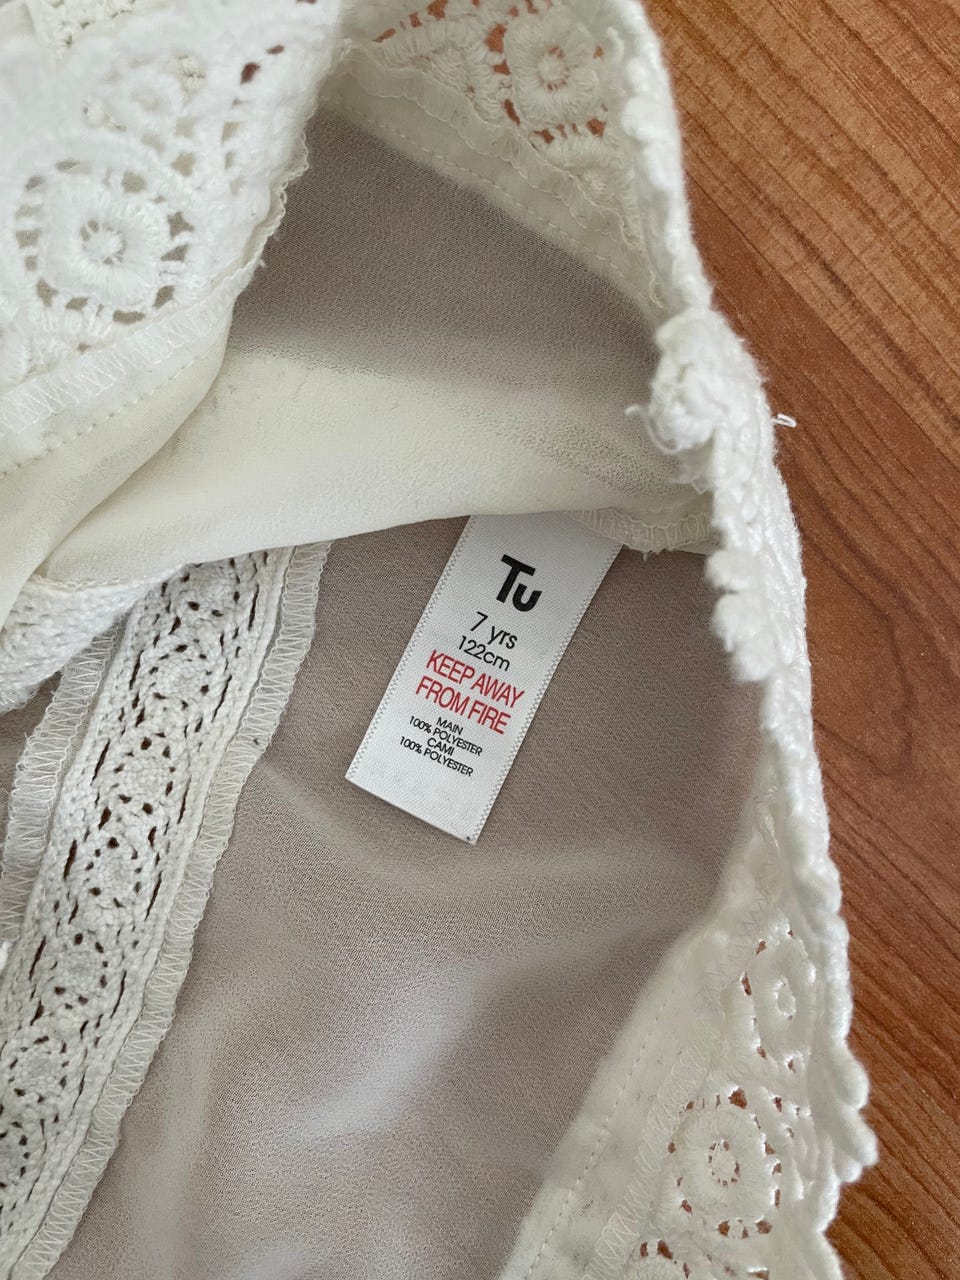 Tu
7 yrs
122cm
KEEP AWAY
FROM FIRE
MAIN
100% POLYESTER
CAMI
100% POLYESTER